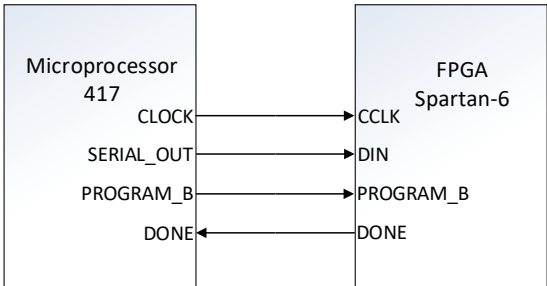 Microprocessor
417
FPGA
Spartan-6
CLOCK
CCLK
SERIAL_OUT
DIN
PROGRAM_B
PROGRAM_B
DONE
DONE